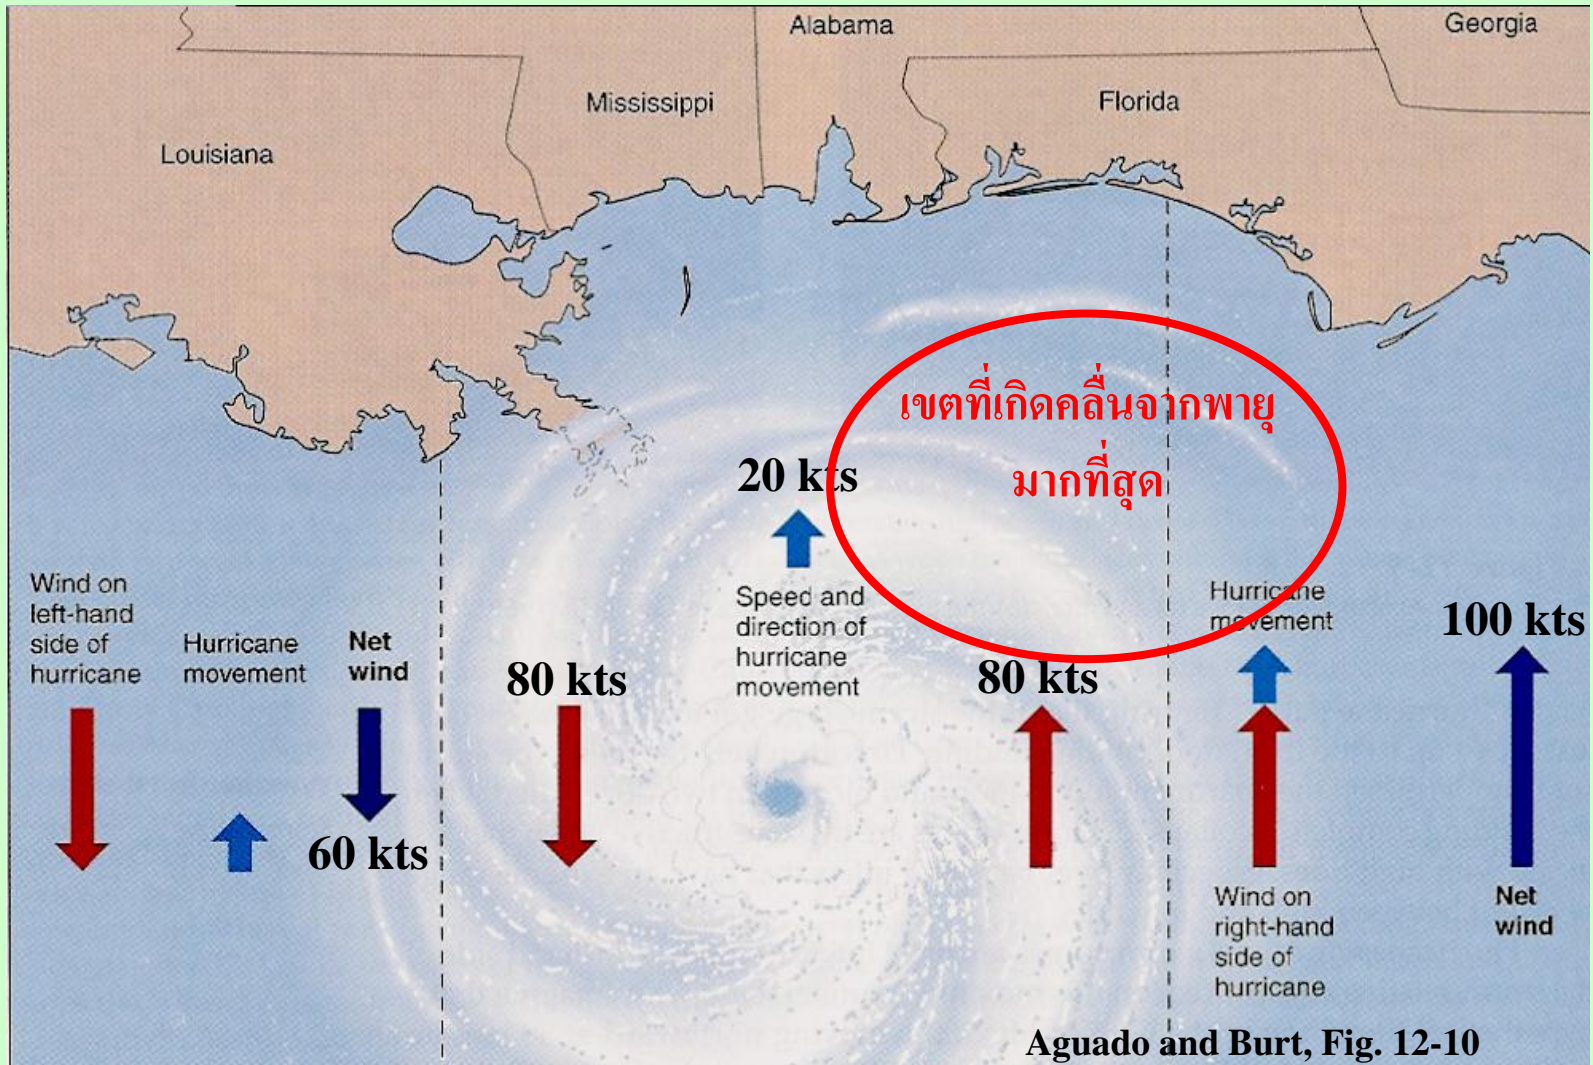 Alabama
Georgia
Mississippi
Florida
Louisiana
เขตที่เกิดคลื่นจากพายุ
มากที่สุด
20 kts
Wind on
left-hand
side of
hurricane
Hurricane
movement
Net
wind
80 kts
Speed and
direction of
hurricane
movement
80 kts
Hurricane
movement
100 kts
60 kts
Wind on
right-hand
side of
hurricane
Net
wind
Aguado and Burt, Fig. 12-10